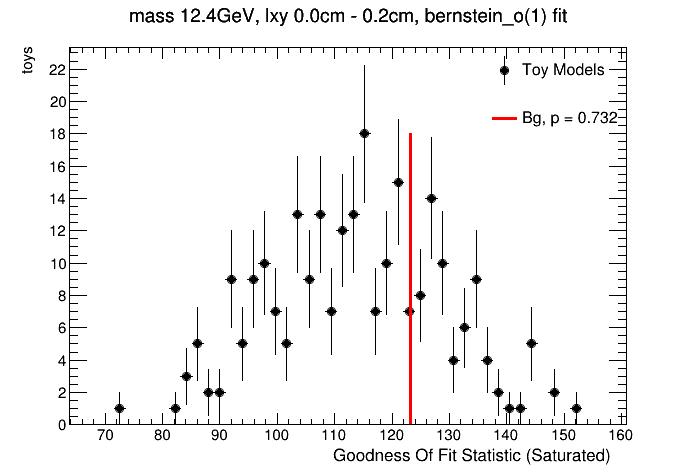 mass 12.4GeV, lxy 0.0cm - 0.2cm, bernstein_o(1) fit
toys
Toy Models
Bg, p = 0.732
22
20
18
16
14
12
10
8
6
4
2
0
70 80 90 100 110 120 130 140 150 160
Goodness Of Fit Statistic (Saturated)